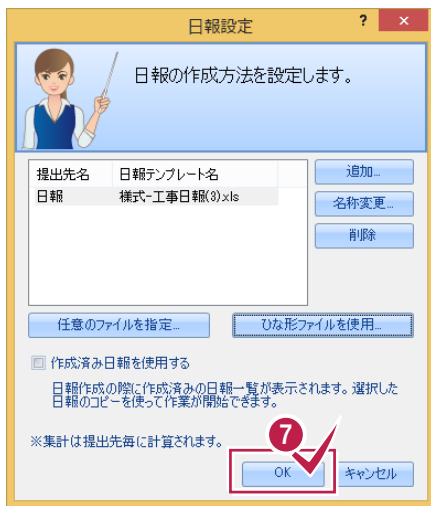 日報設定
?
×
日報の作成方法を設定します。
提出先名 日報テンプレート名
日報 様式-工事日報(3).xls
追加...
名称変更...
削除
任意のファイルを指定... ひな形ファイルを使用...
作成済み日報を使用する
日報作成の際に作成済みの日報一覧が表示されます。選択した
日報のコピーを使って作業が開始できます。
※集計は提出先毎に計算されます。
7
OK キャンセル